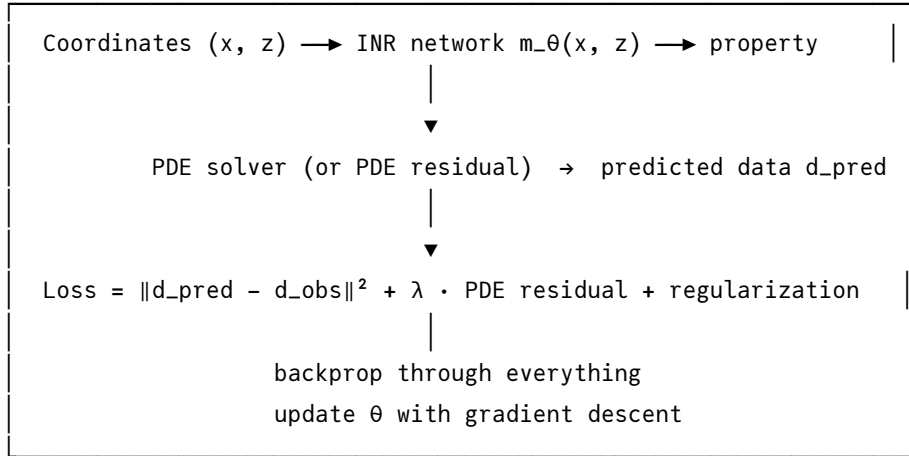 Coordinates (x, z) ──► INR network m_θ(x, z) ──► property
PDE solver (or PDE residual) → predicted data d_pred
Loss = ‖d_pred − d_obs‖² + λ · PDE residual + regularization
backprop through everything
update θ with gradient descent